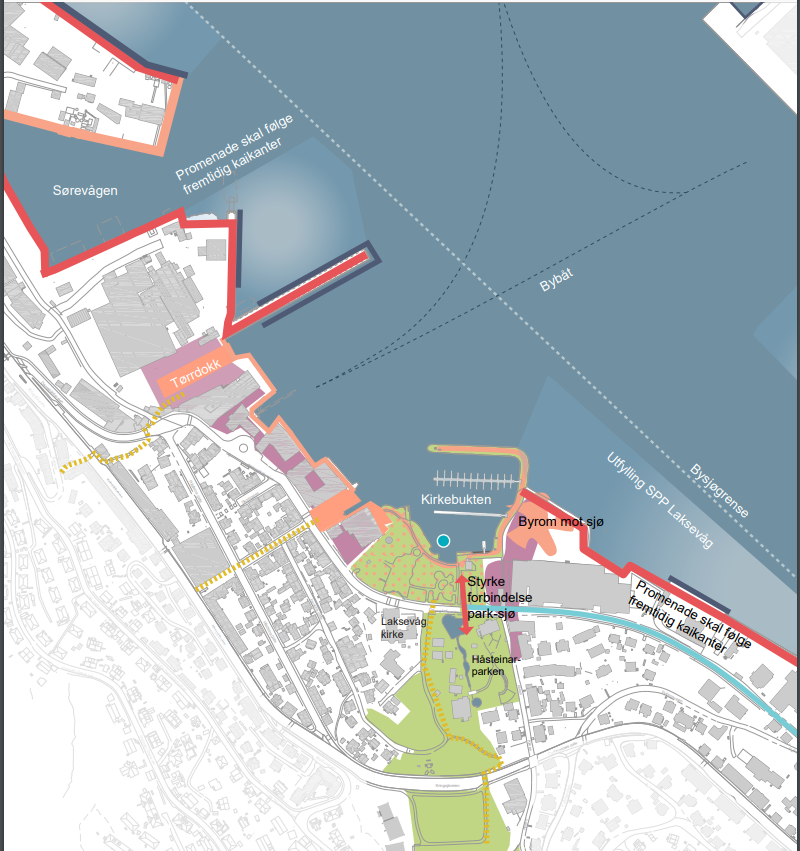 Promenade skal følge
fremtidig kaikanter
Sørevågen
Bybåt
Tørrdokk
Utfylling SPP Laksevåg
Bysjøgrense
Kirkebukten
Byrom mot sjø
Styrke
forbindelse
park-sjø
Promenade skal følge
fremtidig kaikanter
Laksevåg
kirke
Håsteinar-
parken